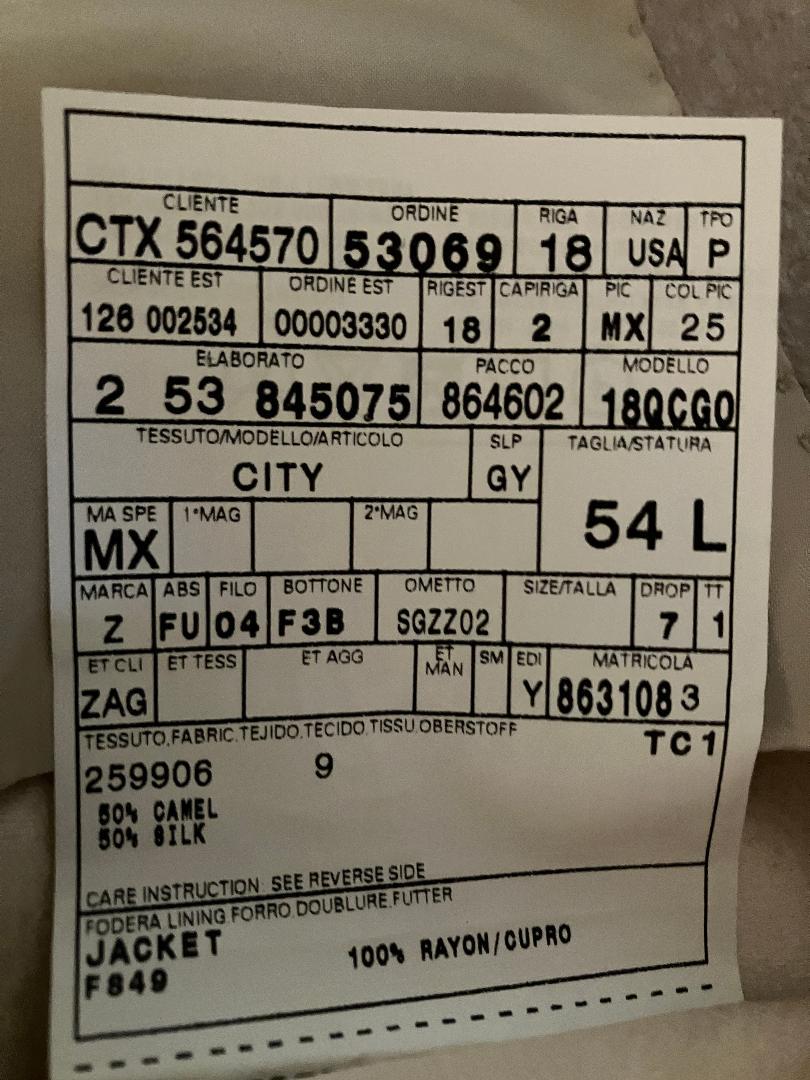 CLIENTE ORDINE RIGA NAZ TPO
CTX 564570 53069 18 USA P
CLIENTE EST ORDINE EST RIGEST CAPIRIGA PIC COL PIC
126 002534 00003330 18 2 MX 25
ELABORATO PACCO MODELLO
2 53 845075 864602 18QCGO
TESSUTO/MODELLO/ARTICOLO SLP TAGLIA/STATURA
CITY GY 54 L
MA SPE 1°MAG 2°MAG
MX
MARCA ABS FILO BOTTONE OMETTO SIZE/TALLA DROP TT
Z FU 04 F3B SGZZ02 7 1
ET CLI ET TESS ET AGG ET MAN SM EDI MATRICOLA
ZAG Y 863108 3
TESSUTO.FABRIC.TEJIDO.TECIDO.TISSU.OBERSTOFF TC 1
259906 9
50% CAMEL
50% SILK
CARE INSTRUCTION: SEE REVERSE SIDE
FODERA.LINING.FORRO.DOUBLURE.FUTTER
JACKET 100% RAYON/CUPRO
F849